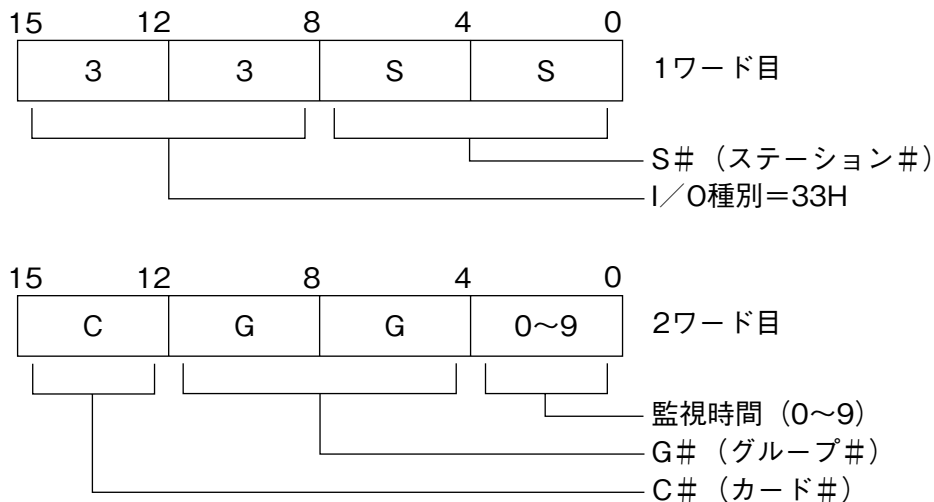 15 12 8 4 0
3 3 S S 1ワード目
S＃（ステーション＃）
I／O種別＝33H
15 12 8 4 0
C G G 0〜9 2ワード目
監視時間（0〜9）
G＃（グループ＃）
C＃（カード＃）